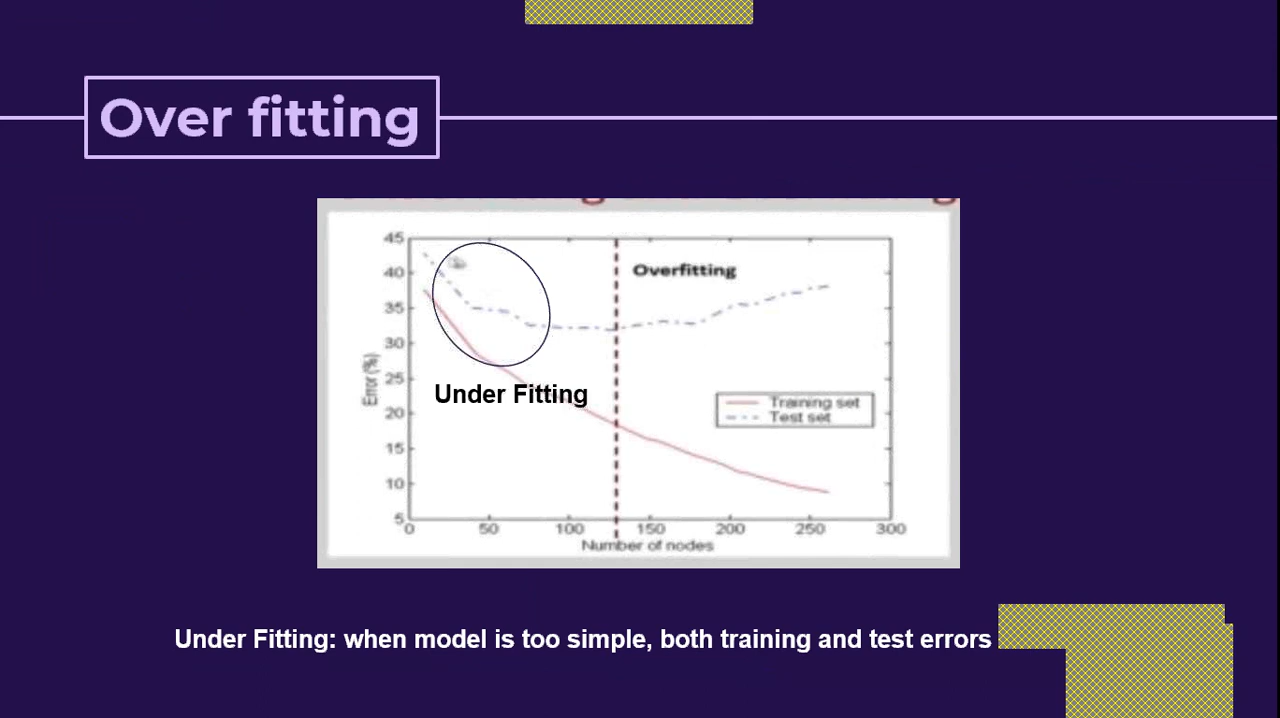 Over fitting
45
40
35
30
25
20
15
10
5
0 50 100 150 200 250 300
Error (%)
Number of nodes
Overfitting
Under Fitting
Training set
Test set
Under Fitting: when model is too simple, both training and test errors